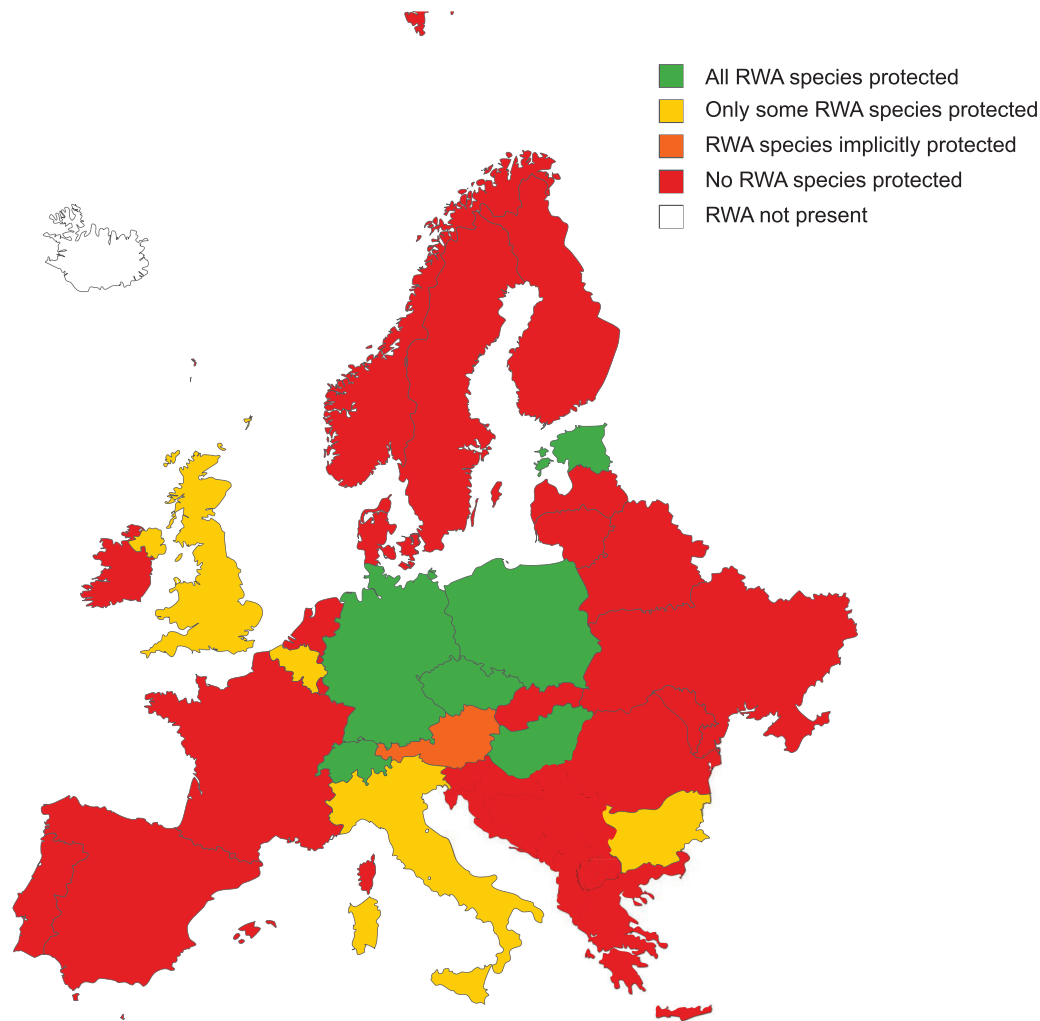 All RWA species protected
Only some RWA species protected
RWA species implicitly protected
No RWA species protected
RWA not present